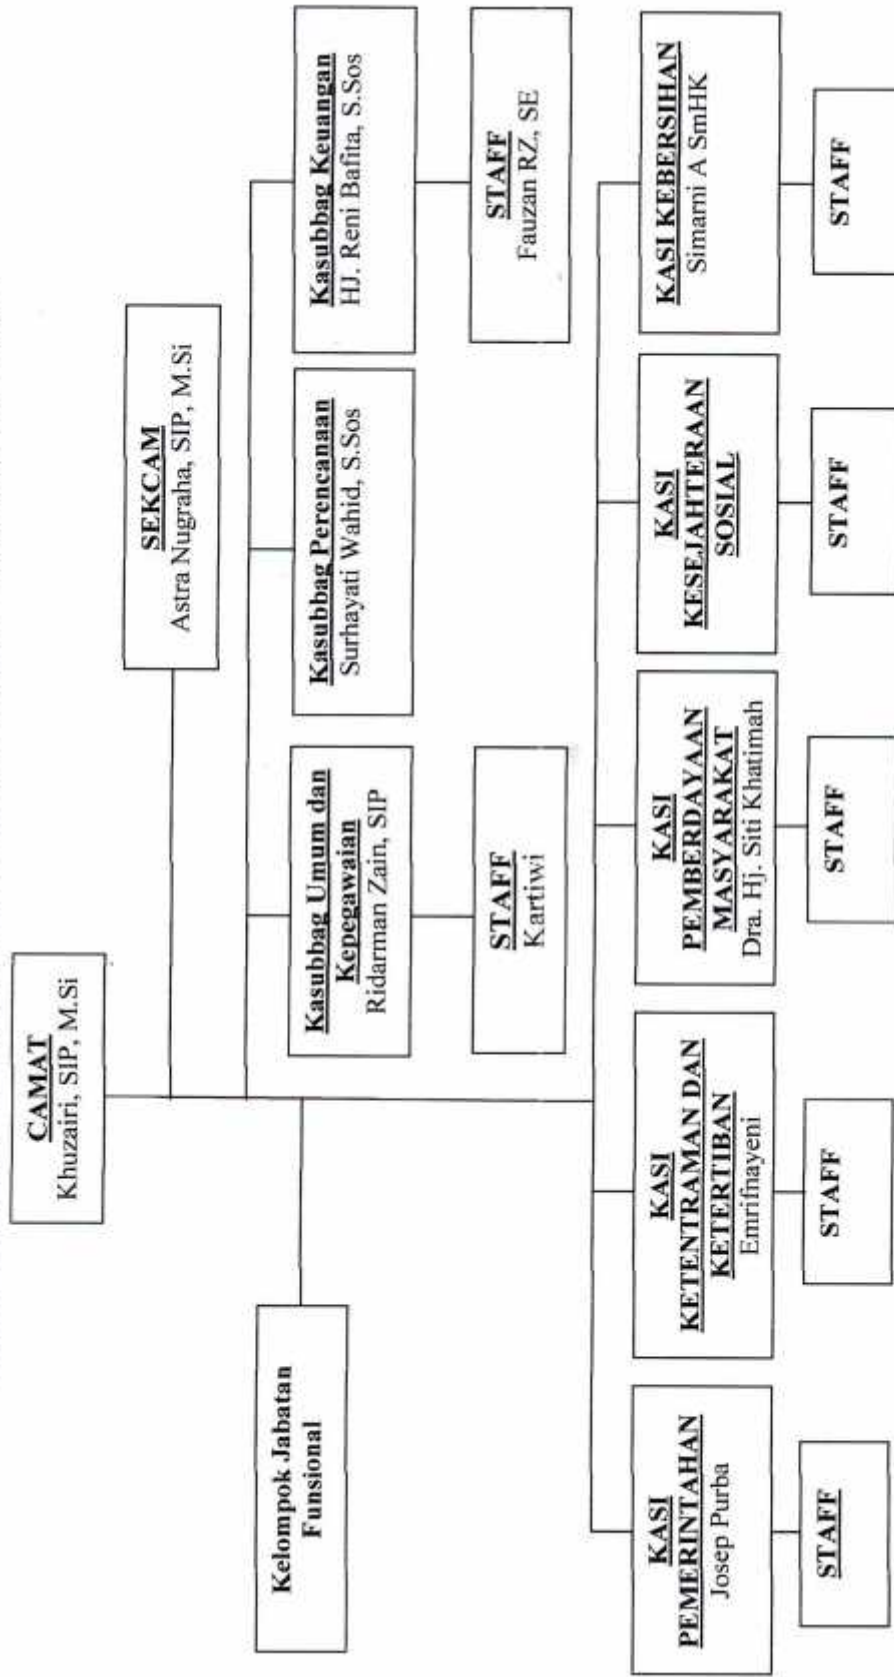 CAMAT
Khuzairi, SIP, M.Si
SEKCAM
Astra Nugraha, SIP, M.Si
Kelompok Jabatan
Funsional
Kasubbag Umum dan
Kepegawaian
Ridarman Zain, SIP
Kasubbag Perencanaan
Surhayati Wahid, S.Sos
Kasubbag Keuangan
HJ. Reni Bafita, S.Sos
STAFF
Kartiwi
STAFF
Fauzan RZ., SE
KASI
PEMERINTAHAN
Josep Purba
KASI
KETENTRAMAN DAN
KETERTIBAN
Emrifnayeni
KASI
PEMBERDAYAAN
MASYARAKAT
Dra. Hj. Siti Khatimah
KASI
KESEJAHTERAAN
SOSIAL
KASI KEBERSIHAN
Simarni A SmHK
STAFF
STAFF
STAFF
STAFF
STAFF